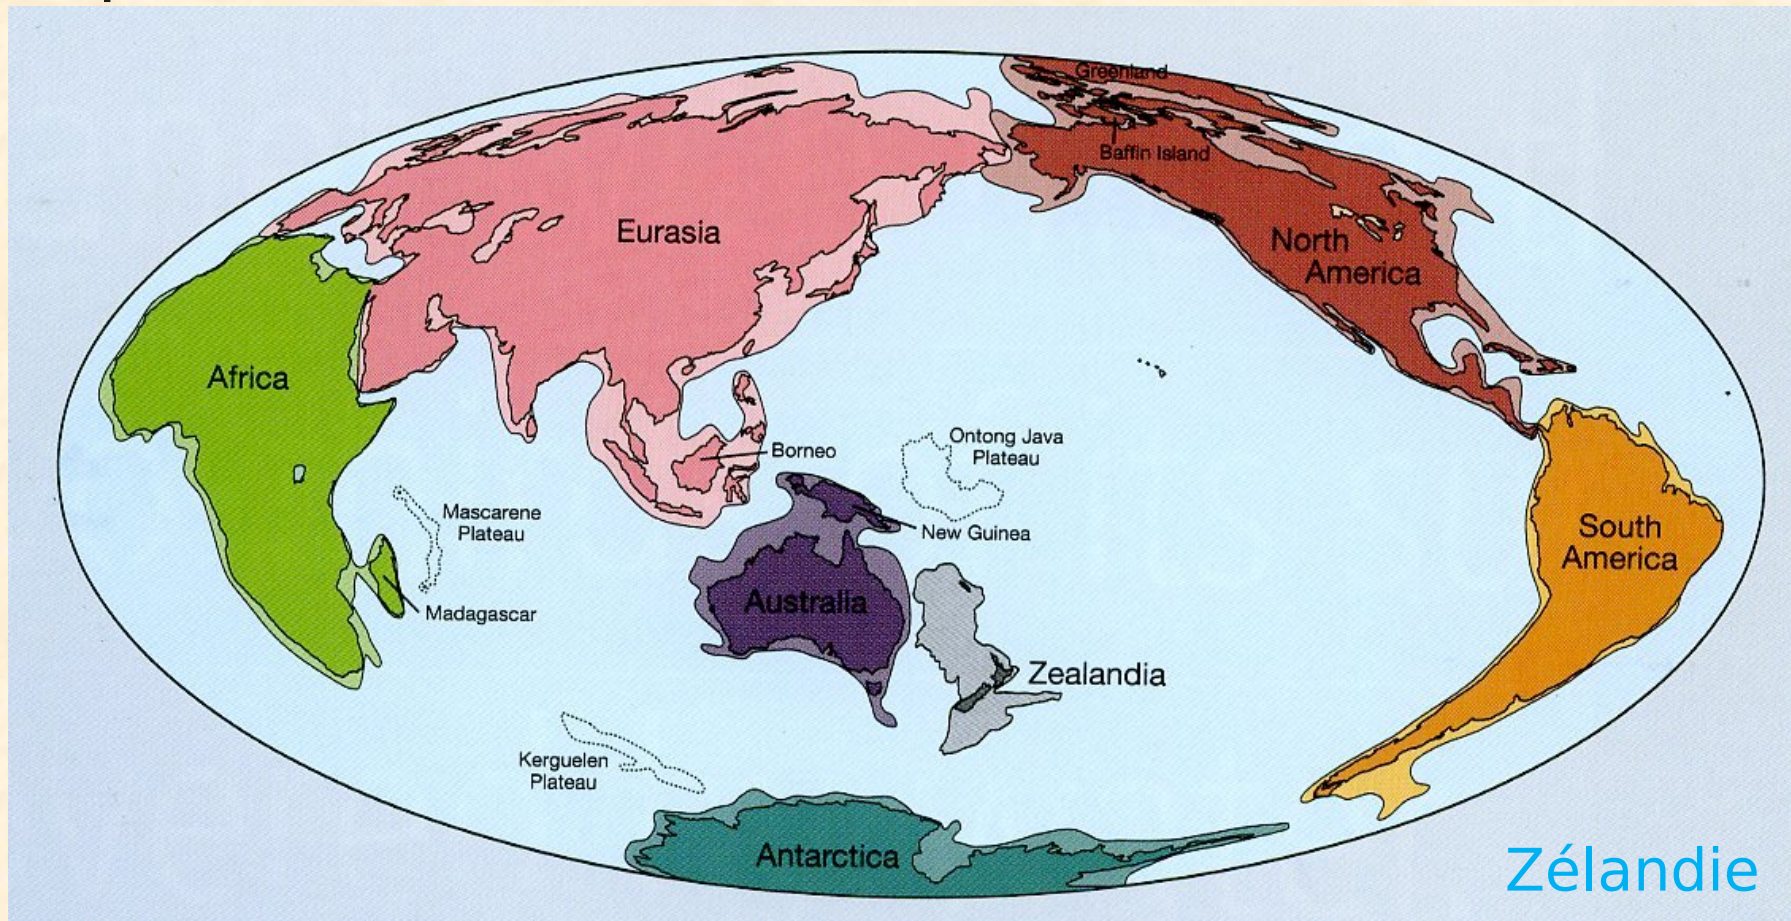 Greenland
Baffin Island
Eurasia
North
America
Africa
Borneo
Ontong Java
Plateau
Mascarene
Plateau
New Guinea
South
America
Madagascar
Australia
Zealandia
Kerguelen
Plateau
Antarctica
Zélandie